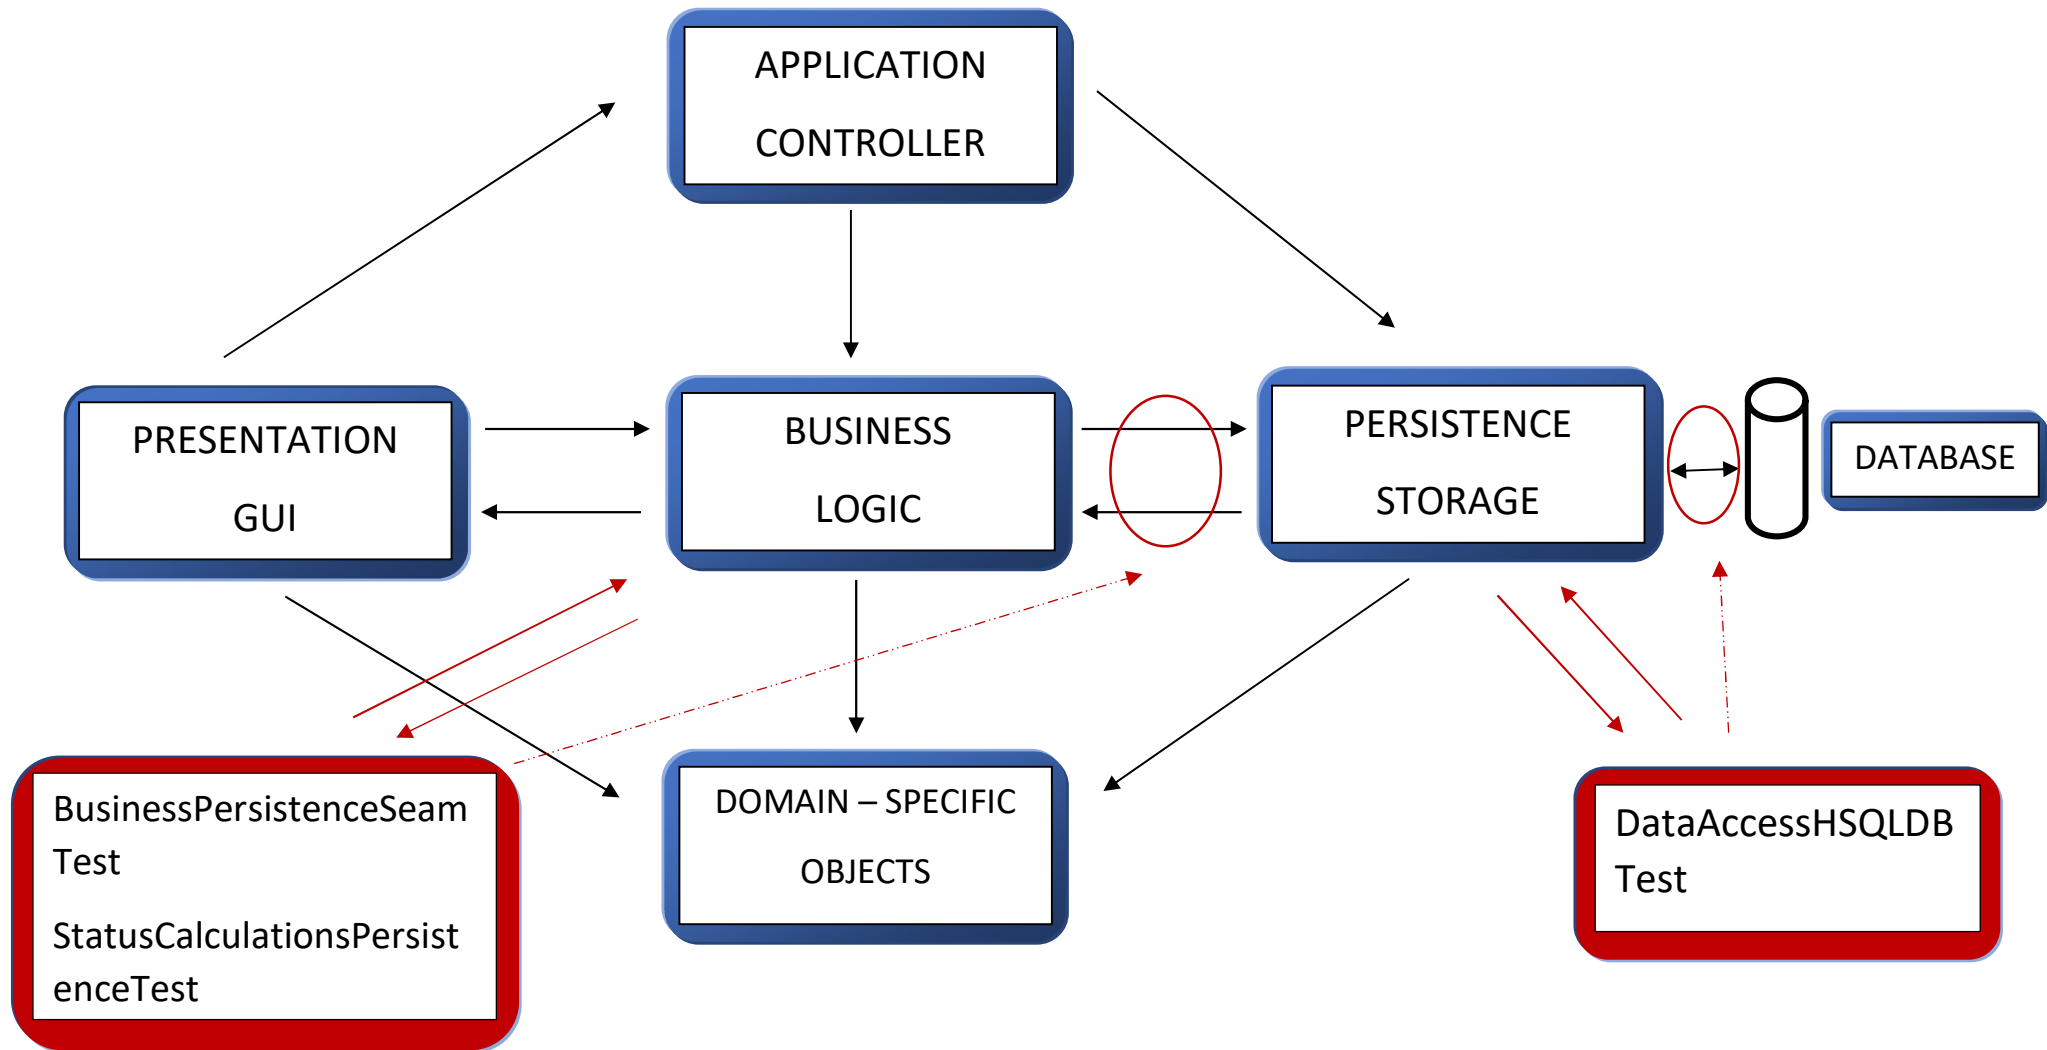 APPLICATION
CONTROLLER
PRESENTATION
GUI
BUSINESS
LOGIC
PERSISTENCE
STORAGE
DATABASE
BusinessPersistenceSeam
Test
StatusCalculationsPersist
enceTest
DOMAIN – SPECIFIC
OBJECTS
DataAccessHSQLDB
Test